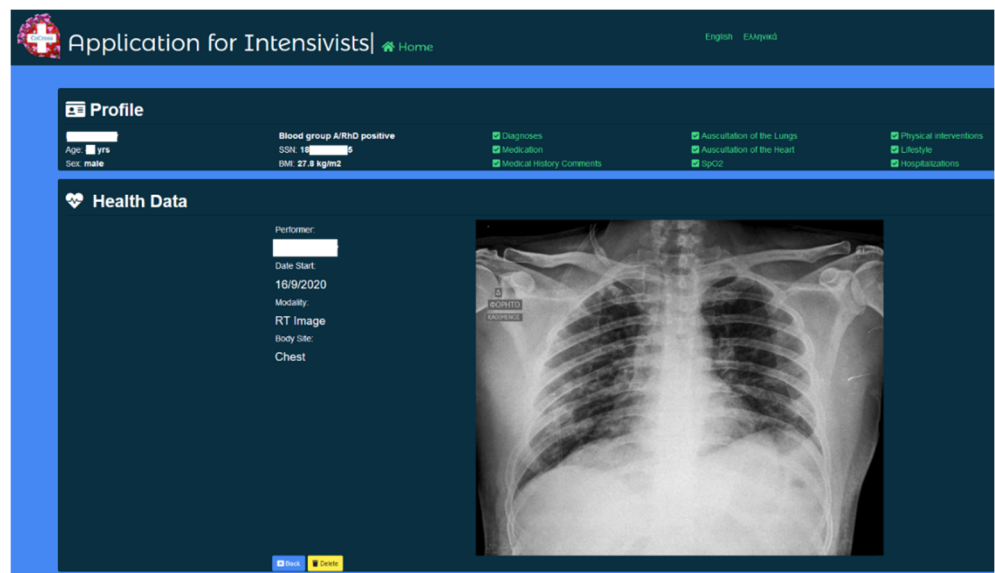 CoCross
Application for Intensivists| Home
English Ελληνικά
Profile
Age: yrs
Sex: male
Blood group A/RhD positive
SSN: 18 5
BMI: 27.8 kg/m2
Diagnoses
Medication
Medical History Comments
Auscultation of the Lungs
Auscultation of the Heart
SpO2
Physical interventions
Lifestyle
Hospitalizations
Health Data
Performer:
Date Start:
16/9/2020
Modality:
RT Image
Body Site:
Chest
Δ
ΦΟΡΗΤΟ
ΚΑΘΗΜΕΝΟΣ
Back Delete